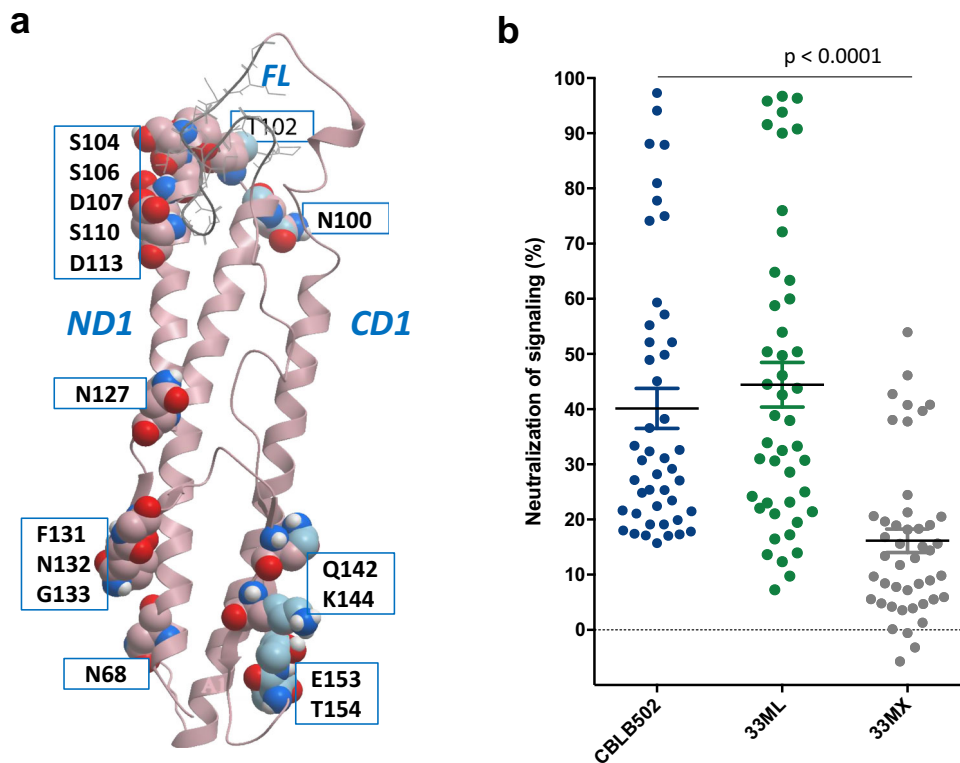 a
FL
T102
S104
S106
D107
S110
D113
N100
ND1
CD1
N127
F131
N132
G133
Q142
K144
N68
E153
T154
b
p < 0.0001
Neutralization of signaling (%)
100
90
80
70
60
50
40
30
20
10
0
CBLB502
33ML
33MX